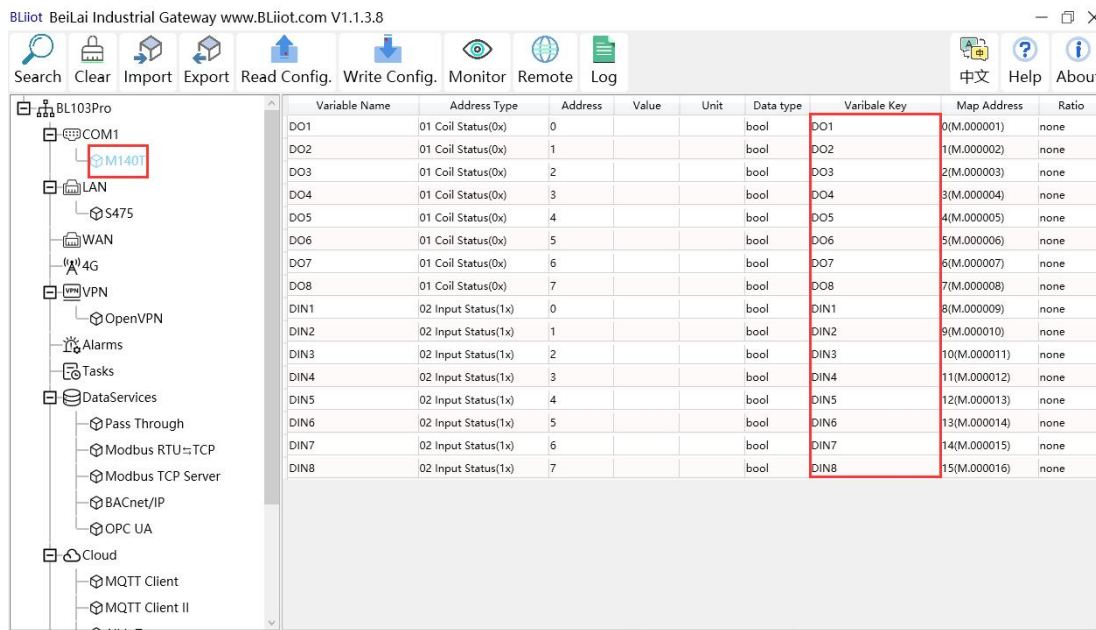 BLiiot BeiLai Industrial Gateway www.BLiiot.com V1.1.3.8
Search Clear Import Export Read Config. Write Config. Monitor Remote Log 中文 Help Abou
BL103Pro
COM1
M140T
LAN
S475
WAN
4G
VPN
OpenVPN
Alarms
Tasks
DataServices
Pass Through
Modbus RTU⇆TCP
Modbus TCP Server
BACnet/IP
OPC UA
Cloud
MQTT Client
MQTT Client II
Variable Name Address Type Address Value Unit Data type Varibale Key Map Address Ratio
DO1 01 Coil Status(0x) 0 bool DO1 0(M.000001) none
DO2 01 Coil Status(0x) 1 bool DO2 1(M.000002) none
DO3 01 Coil Status(0x) 2 bool DO3 2(M.000003) none
DO4 01 Coil Status(0x) 3 bool DO4 3(M.000004) none
DO5 01 Coil Status(0x) 4 bool DO5 4(M.000005) none
DO6 01 Coil Status(0x) 5 bool DO6 5(M.000006) none
DO7 01 Coil Status(0x) 6 bool DO7 6(M.000007) none
DO8 01 Coil Status(0x) 7 bool DO8 7(M.000008) none
DIN1 02 Input Status(1x) 0 bool DIN1 8(M.000009) none
DIN2 02 Input Status(1x) 1 bool DIN2 9(M.000010) none
DIN3 02 Input Status(1x) 2 bool DIN3 10(M.000011) none
DIN4 02 Input Status(1x) 3 bool DIN4 11(M.000012) none
DIN5 02 Input Status(1x) 4 bool DIN5 12(M.000013) none
DIN6 02 Input Status(1x) 5 bool DIN6 13(M.000014) none
DIN7 02 Input Status(1x) 6 bool DIN7 14(M.000015) none
DIN8 02 Input Status(1x) 7 bool DIN8 15(M.000016) none